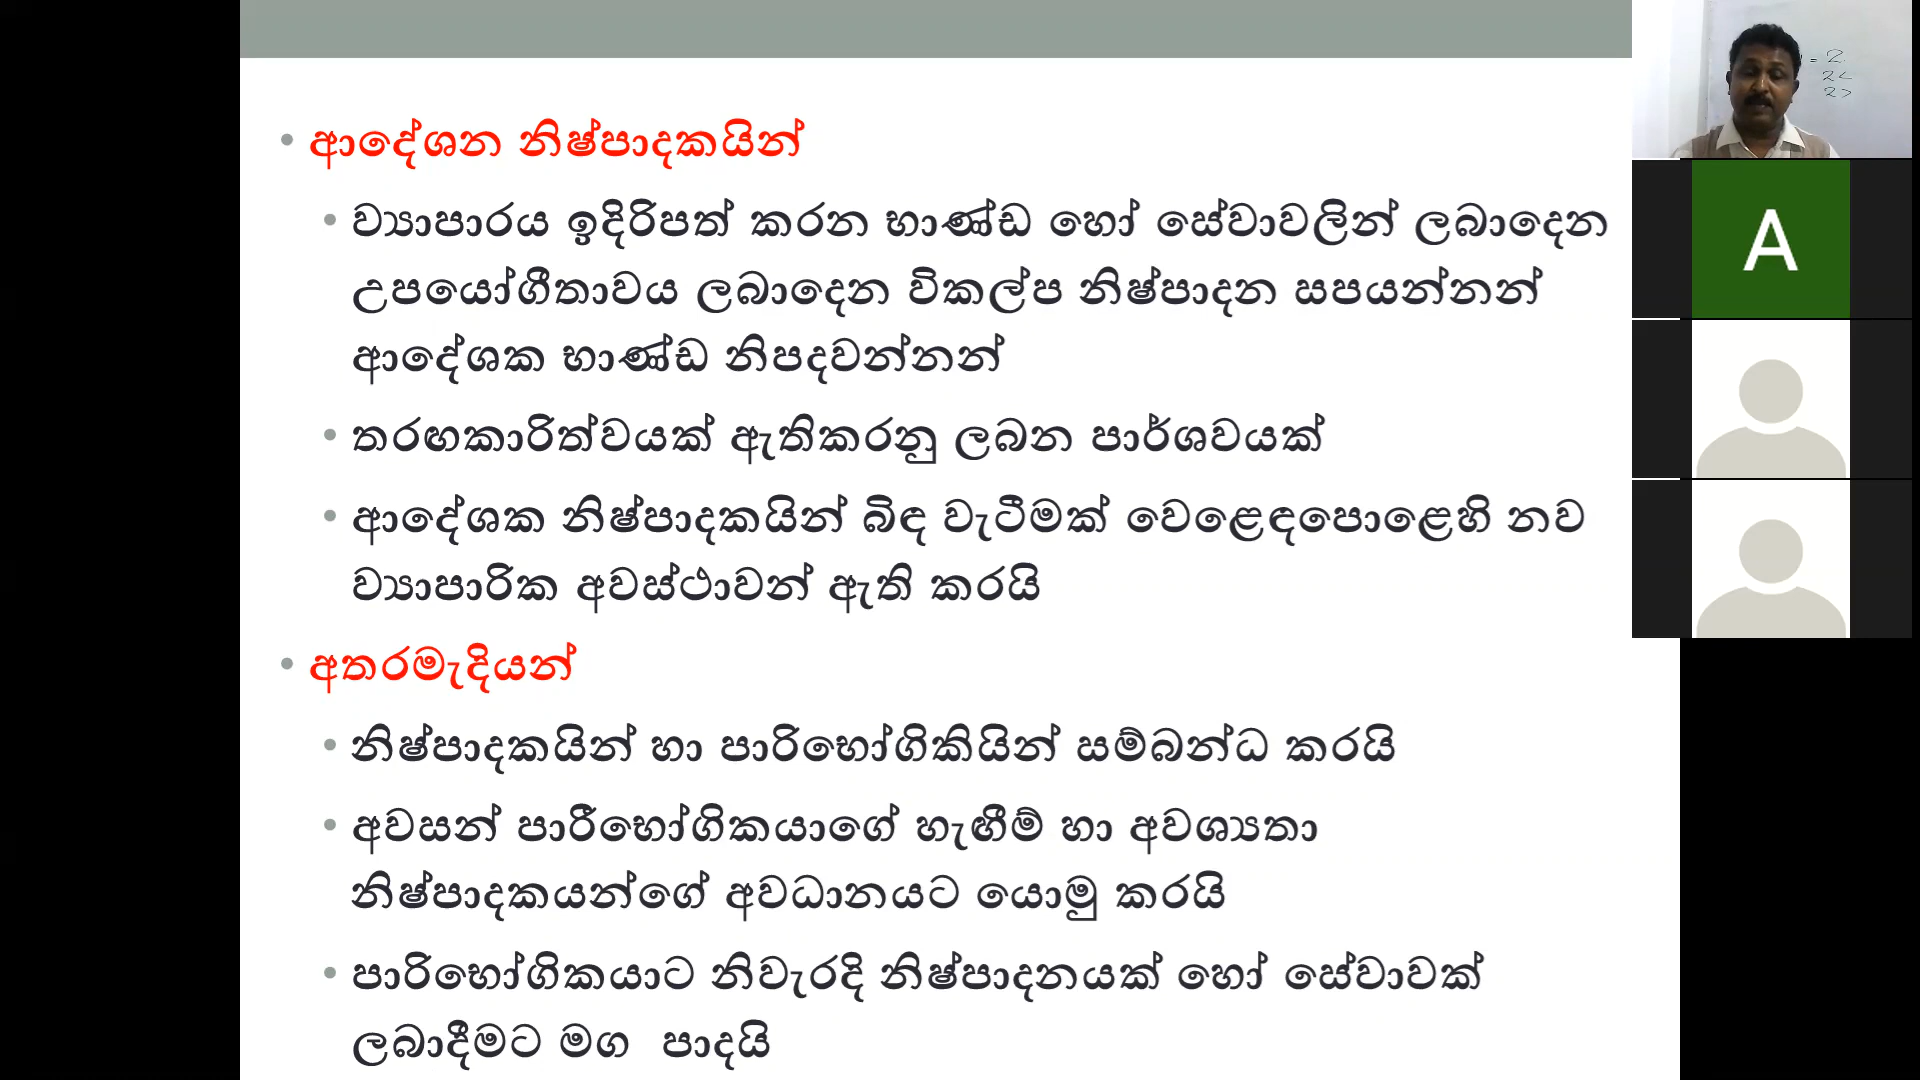 • ආදේශන නිෂ්පාදකයින්
• ව්‍යාපාරය ඉදිරිපත් කරන භාණ්ඩ හෝ සේවාවලින් ලබාදෙන
උපයෝගීතාවය ලබාදෙන විකල්ප නිෂ්පාදන සපයන්නන්
ආදේශක භාණ්ඩ නිපදවන්නන්
• තරඟකාරිත්වයක් ඇතිකරනු ලබන පාර්ශවයක්
• ආදේශක නිෂ්පාදකයින් බිඳ වැටීමක් වෙළෙඳපොළෙහි නව
ව්‍යාපාරික අවස්ථාවන් ඇති කරයි
• අතරමැදියන්
• නිෂ්පාදකයින් හා පාරිභෝගිකියින් සම්බන්ධ කරයි
• අවසන් පාරීභෝගිකයාගේ හැඟීම් හා අවශ්‍යතා
නිෂ්පාදකයන්ගේ අවධානයට යොමු කරයි
• පාරිභෝගිකයාට නිවැරදි නිෂ්පාදනයක් හෝ සේවාවක්
ලබාදීමට මග  පාදයි
= 2
2<
2>
A